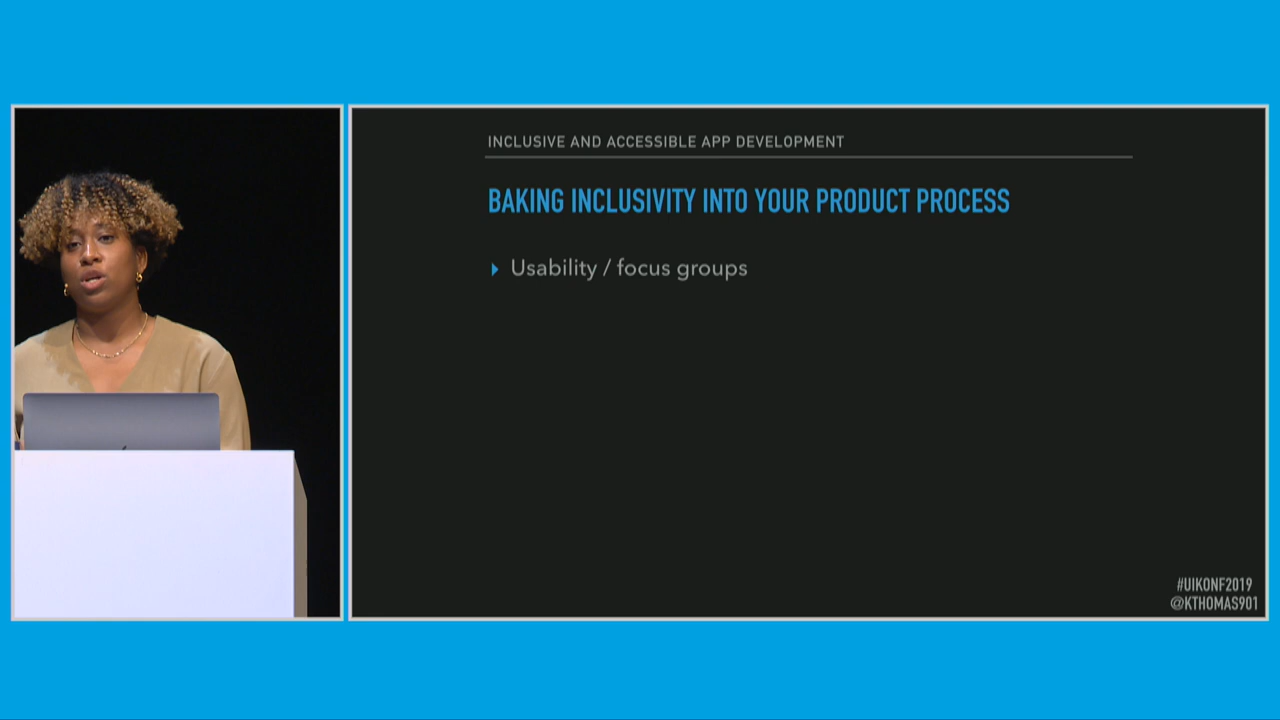 INCLUSIVE AND ACCESSIBLE APP DEVELOPMENT
BAKING INCLUSIVITY INTO YOUR PRODUCT PROCESS
Usability / focus groups
#UIKONF2019
@KTHOMAS901